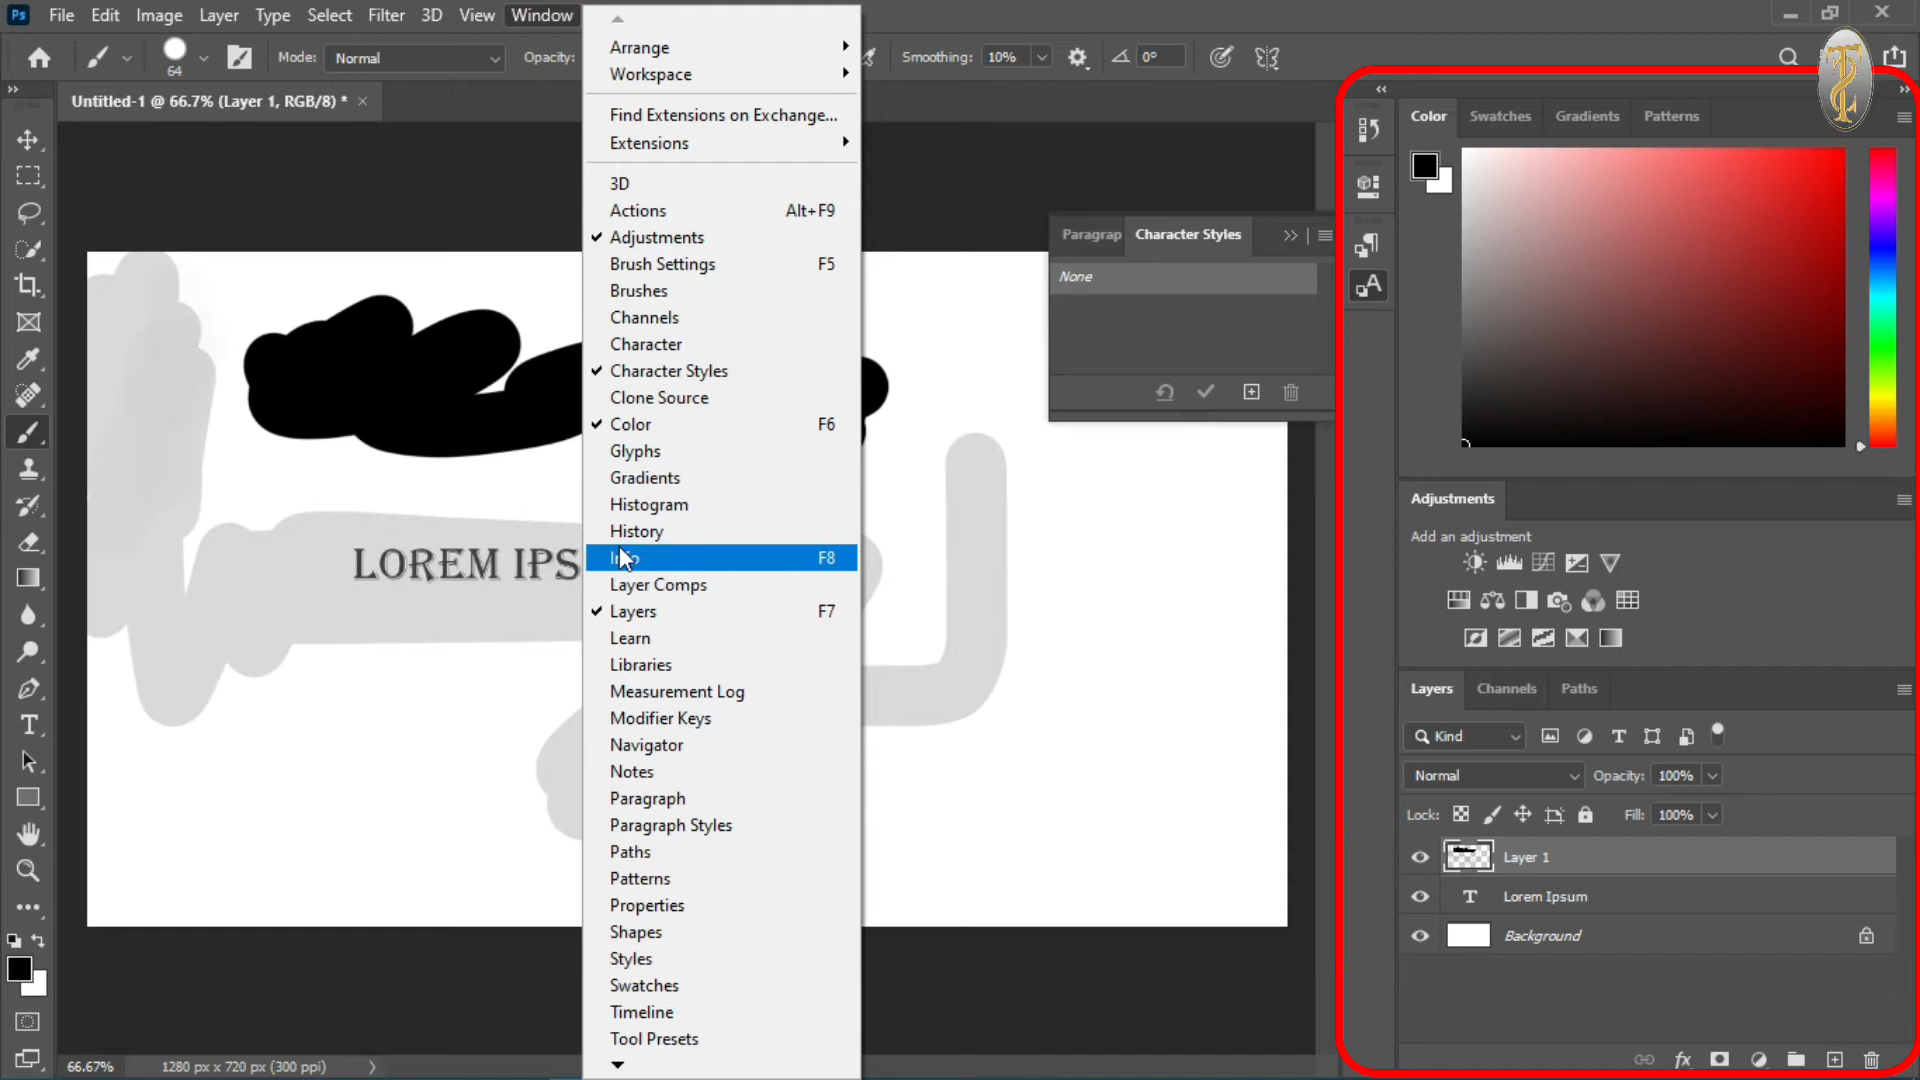 Ps File Edit Image Layer Type Select Filter 3D View Window
64 Mode: Normal Opacity: Smoothing: 10% 0°
Untitled-1 @ 66.7% (Layer 1, RGB/8) *
Arrange
Workspace
Find Extensions on Exchange...
Extensions
3D
Actions Alt+F9
Adjustments
Brush Settings F5
Brushes
Channels
Character
Character Styles
Clone Source
Color F6
Glyphs
Gradients
Histogram
History
Info F8
Layer Comps
Layers F7
Learn
Libraries
Measurement Log
Modifier Keys
Navigator
Notes
Paragraph
Paragraph Styles
Paths
Patterns
Properties
Shapes
Styles
Swatches
Timeline
Tool Presets
LOREM IPS
Paragrap Character Styles
None
Color Swatches Gradients Patterns
Adjustments
Add an adjustment
Layers Channels Paths
Kind
Normal Opacity: 100%
Lock: Fill: 100%
Layer 1
Lorem Ipsum
Background
66.67% 1280 px x 720 px (300 ppi)